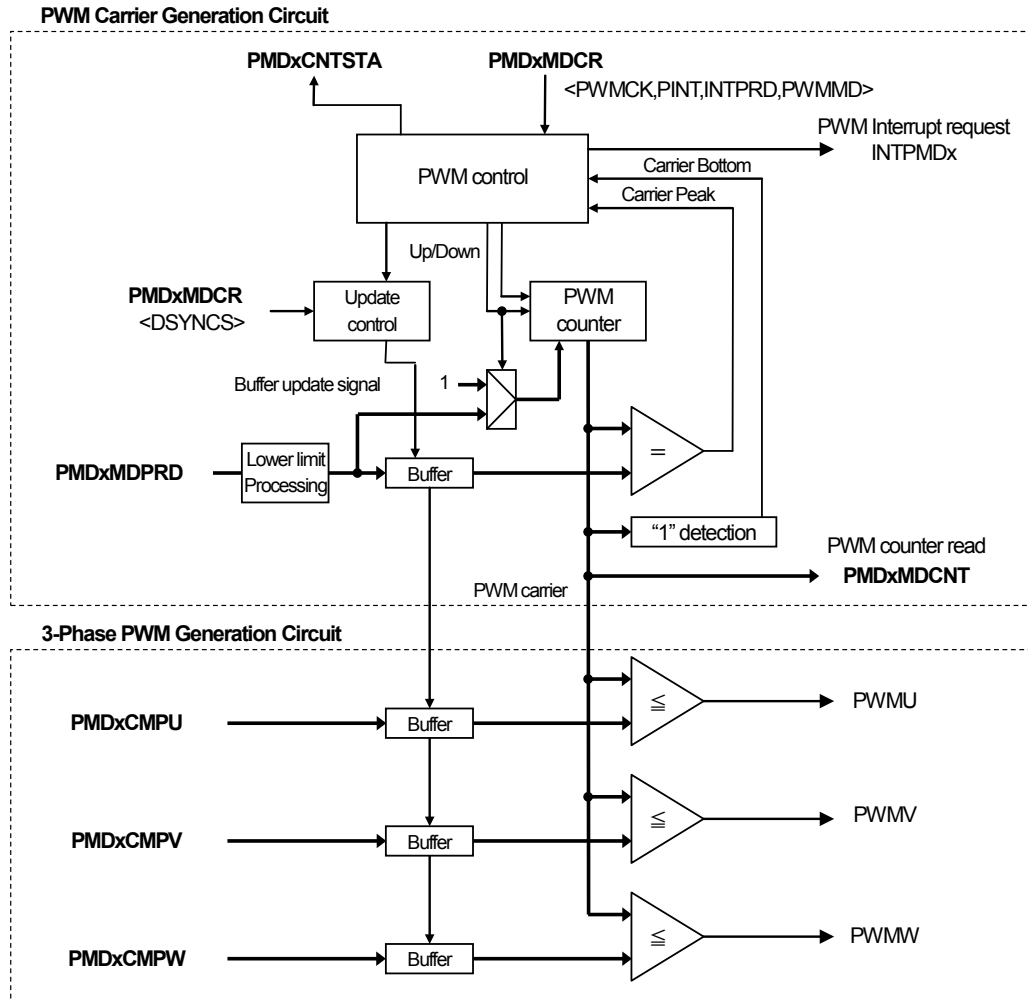 PWM Carrier Generation Circuit
PMDxCNTSTA
PMDxMDCR
<PWMCK,PINT,INTPRD,PWMMD>
PWM Interrupt request
INTPMDx
PWM control
Carrier Bottom
Carrier Peak
Up/Down
PMDxMDCR
<DSYNCS>
Update
control
PWM
counter
Buffer update signal
1
PMDxMDPRD
Lower limit
Processing
Buffer
=
"1" detection
PWM counter read
PMDxMDCNT
PWM carrier
3-Phase PWM Generation Circuit
PMDxCMPU
Buffer
≦
PWMU
PMDxCMPV
Buffer
≦
PWMV
PMDxCMPW
Buffer
≦
PWMW